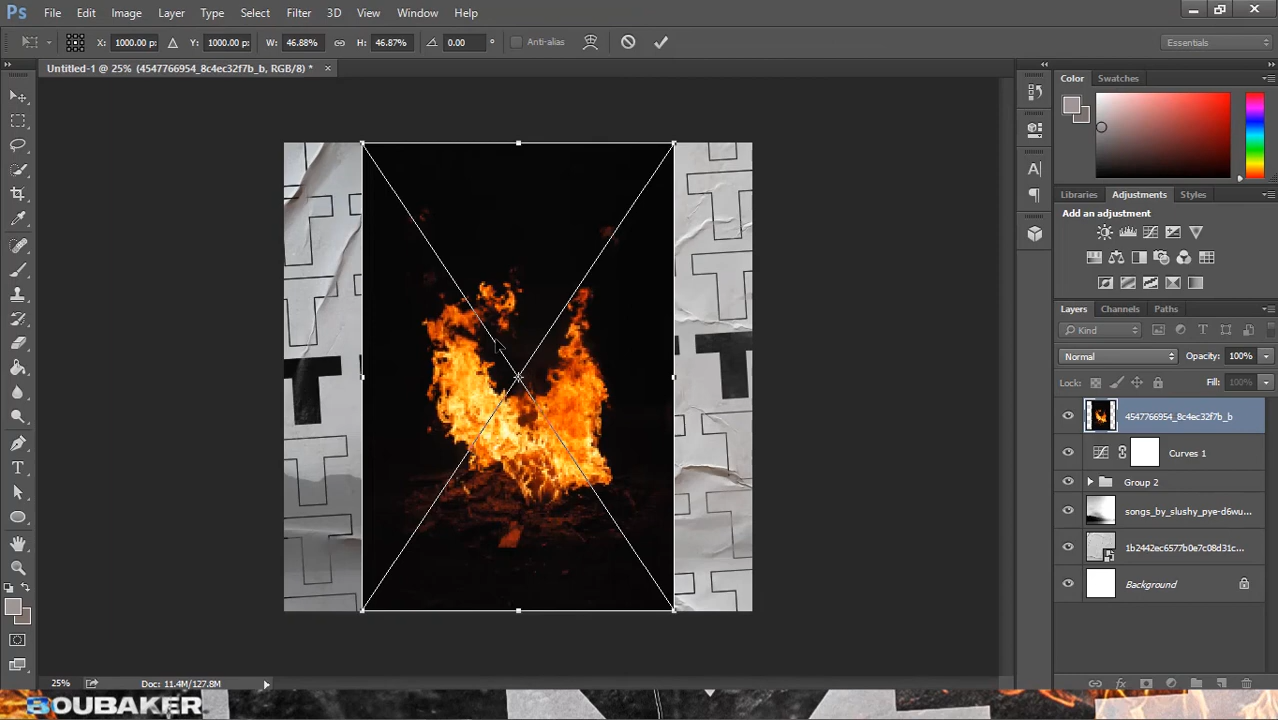 Ps File Edit Image Layer Type Select Filter 3D View Window Help
X: 1000.00 p: Y: 1000.00 p: W: 46.88% H: 46.87% 0.00 ° Anti-alias Essentials
Untitled-1 @ 25% (4547766954_8c4ec32f7b_b, RGB/8) * ×
Color Swatches
Libraries Adjustments Styles
Add an adjustment
Layers Channels Paths
Kind
Normal Opacity: 100%
Lock: Fill: 100%
4547766954_8c4ec32f7b_b
Curves 1
Group 2
songs_by_slushy_pye-d6wu...
1b2442ec6577b0e7c08d31c...
Background
25% Doc: 11.4M/127.8M
BOUBAKER